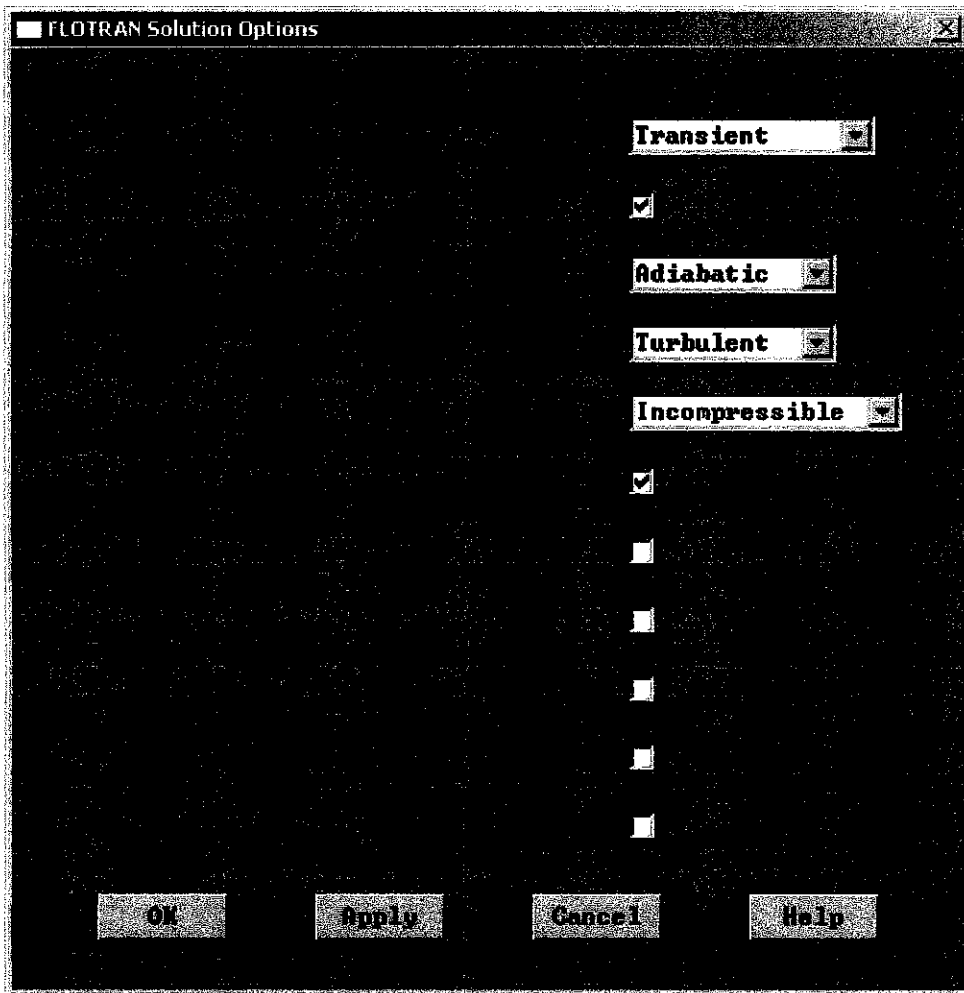 FLOTRAN Solution Options
Transient
Adiabatic
Turbulent
Incompressible
OK Apply Cancel Help